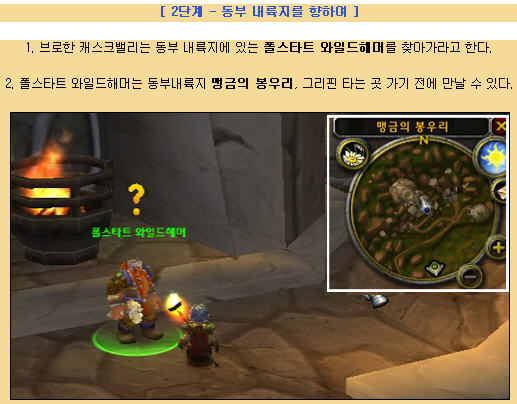 [ 2단계 - 동부 내륙지를 향하여 ]
1. 브로한 캐스크밸리는 동부 내륙지에 있는 폴스타트 와일드해머를 찾아가라고 한다.
2. 폴스타트 와일드해머는 동부내륙지 맹금의 봉우리, 그리핀 타는 곳 가기 전에 만날 수 있다.
맹금의 봉우리
N
폴스타트 와일드해머